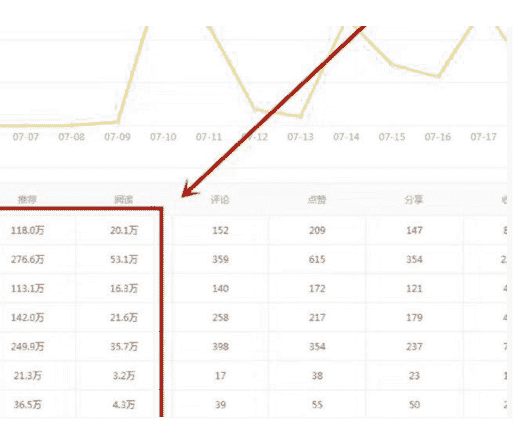 07-07 07-08 07-09 07-10 07-11 07-12 07-13 07-14 07-15 07-16 07-17
推荐 阅读 评论 点赞 分享
118.0万 20.1万 152 209 147
276.6万 53.1万 359 615 354
113.1万 16.3万 140 172 121
142.0万 21.6万 258 217 179
249.9万 35.7万 398 354 237
21.3万 3.2万 17 38 23
36.5万 4.3万 39 55 50